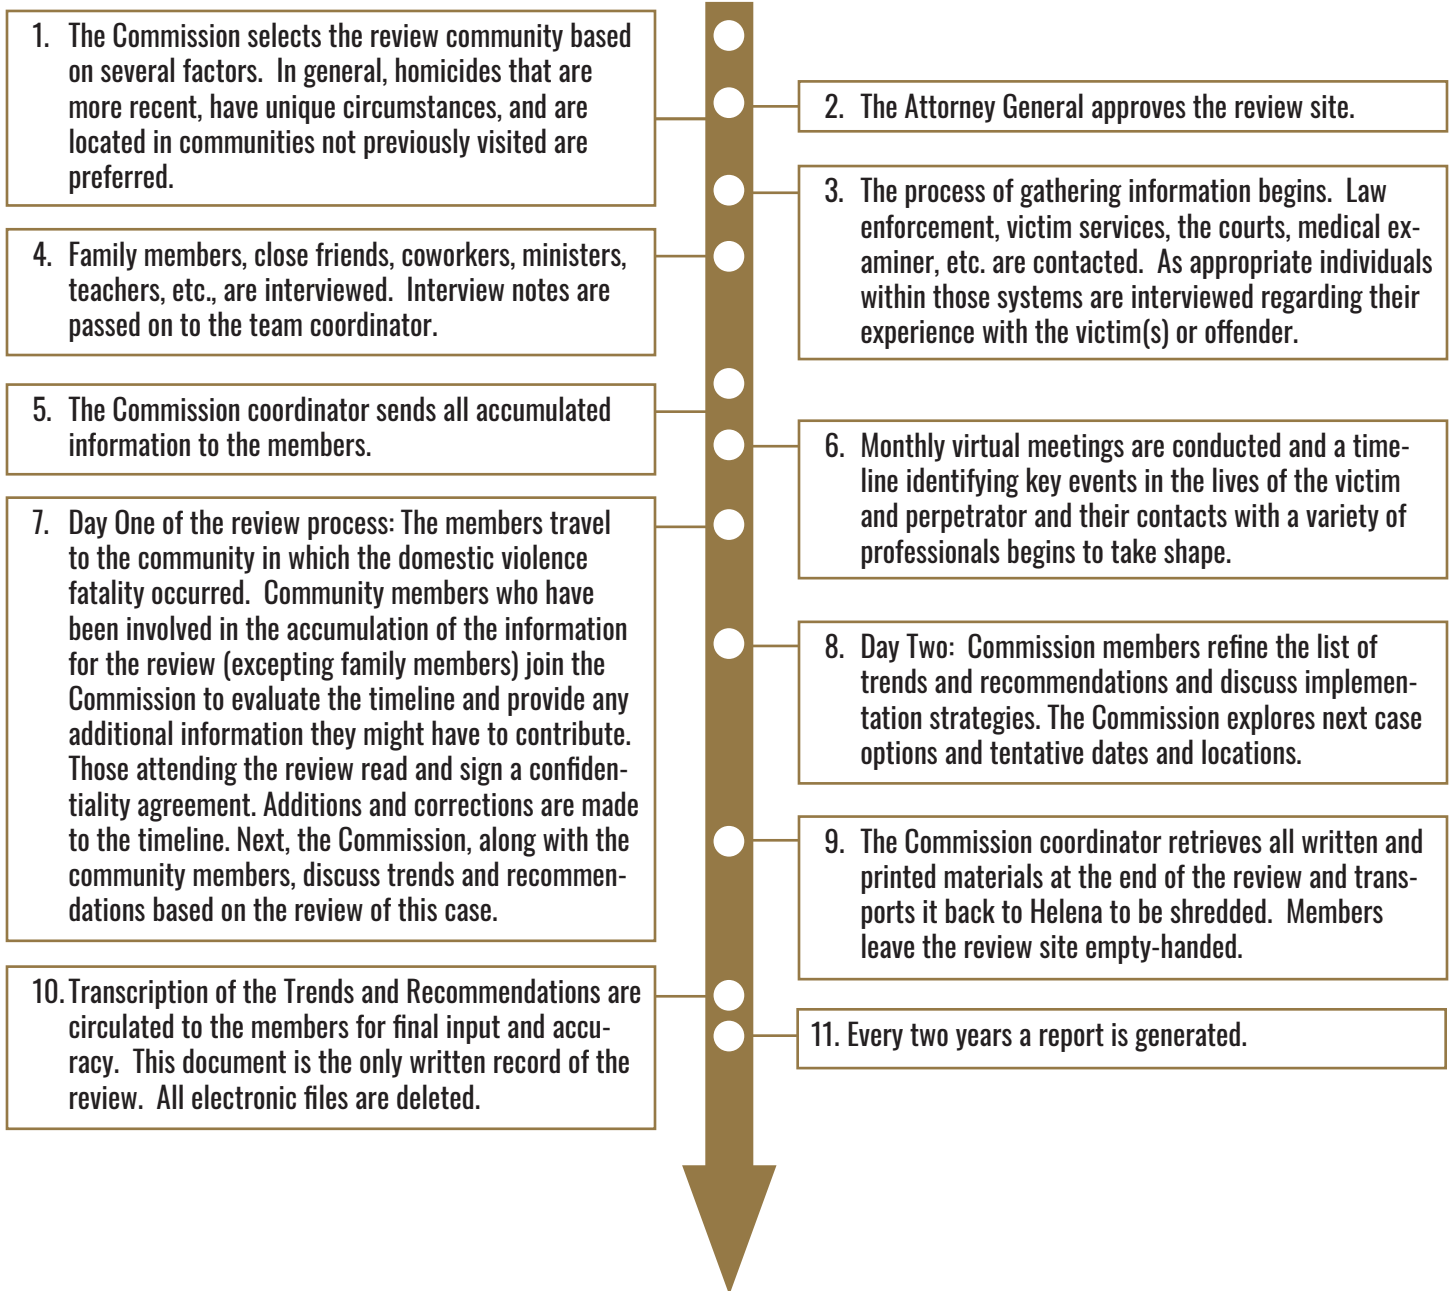 1. The Commission selects the review community based
on several factors. In general, homicides that are
more recent, have unique circumstances, and are
located in communities not previously visited are
preferred.
2. The Attorney General approves the review site.
3. The process of gathering information begins. Law
enforcement, victim services, the courts, medical ex-
aminer, etc. are contacted. As appropriate individuals
within those systems are interviewed regarding their
experience with the victim(s) or offender.
4. Family members, close friends, coworkers, ministers,
teachers, etc., are interviewed. Interview notes are
passed on to the team coordinator.
5. The Commission coordinator sends all accumulated
information to the members.
6. Monthly virtual meetings are conducted and a time-
line identifying key events in the lives of the victim
and perpetrator and their contacts with a variety of
professionals begins to take shape.
7. Day One of the review process: The members travel
to the community in which the domestic violence
fatality occurred. Community members who have
been involved in the accumulation of the information
for the review (excepting family members) join the
Commission to evaluate the timeline and provide any
additional information they might have to contribute.
Those attending the review read and sign a confiden-
tiality agreement. Additions and corrections are made
to the timeline. Next, the Commission, along with the
community members, discuss trends and recommen-
dations based on the review of this case.
8. Day Two: Commission members refine the list of
trends and recommendations and discuss implemen-
tation strategies. The Commission explores next case
options and tentative dates and locations.
9. The Commission coordinator retrieves all written and
printed materials at the end of the review and trans-
ports it back to Helena to be shredded. Members
leave the review site empty-handed.
10. Transcription of the Trends and Recommendations are
circulated to the members for final input and accu-
racy. This document is the only written record of the
review. All electronic files are deleted.
11. Every two years a report is generated.